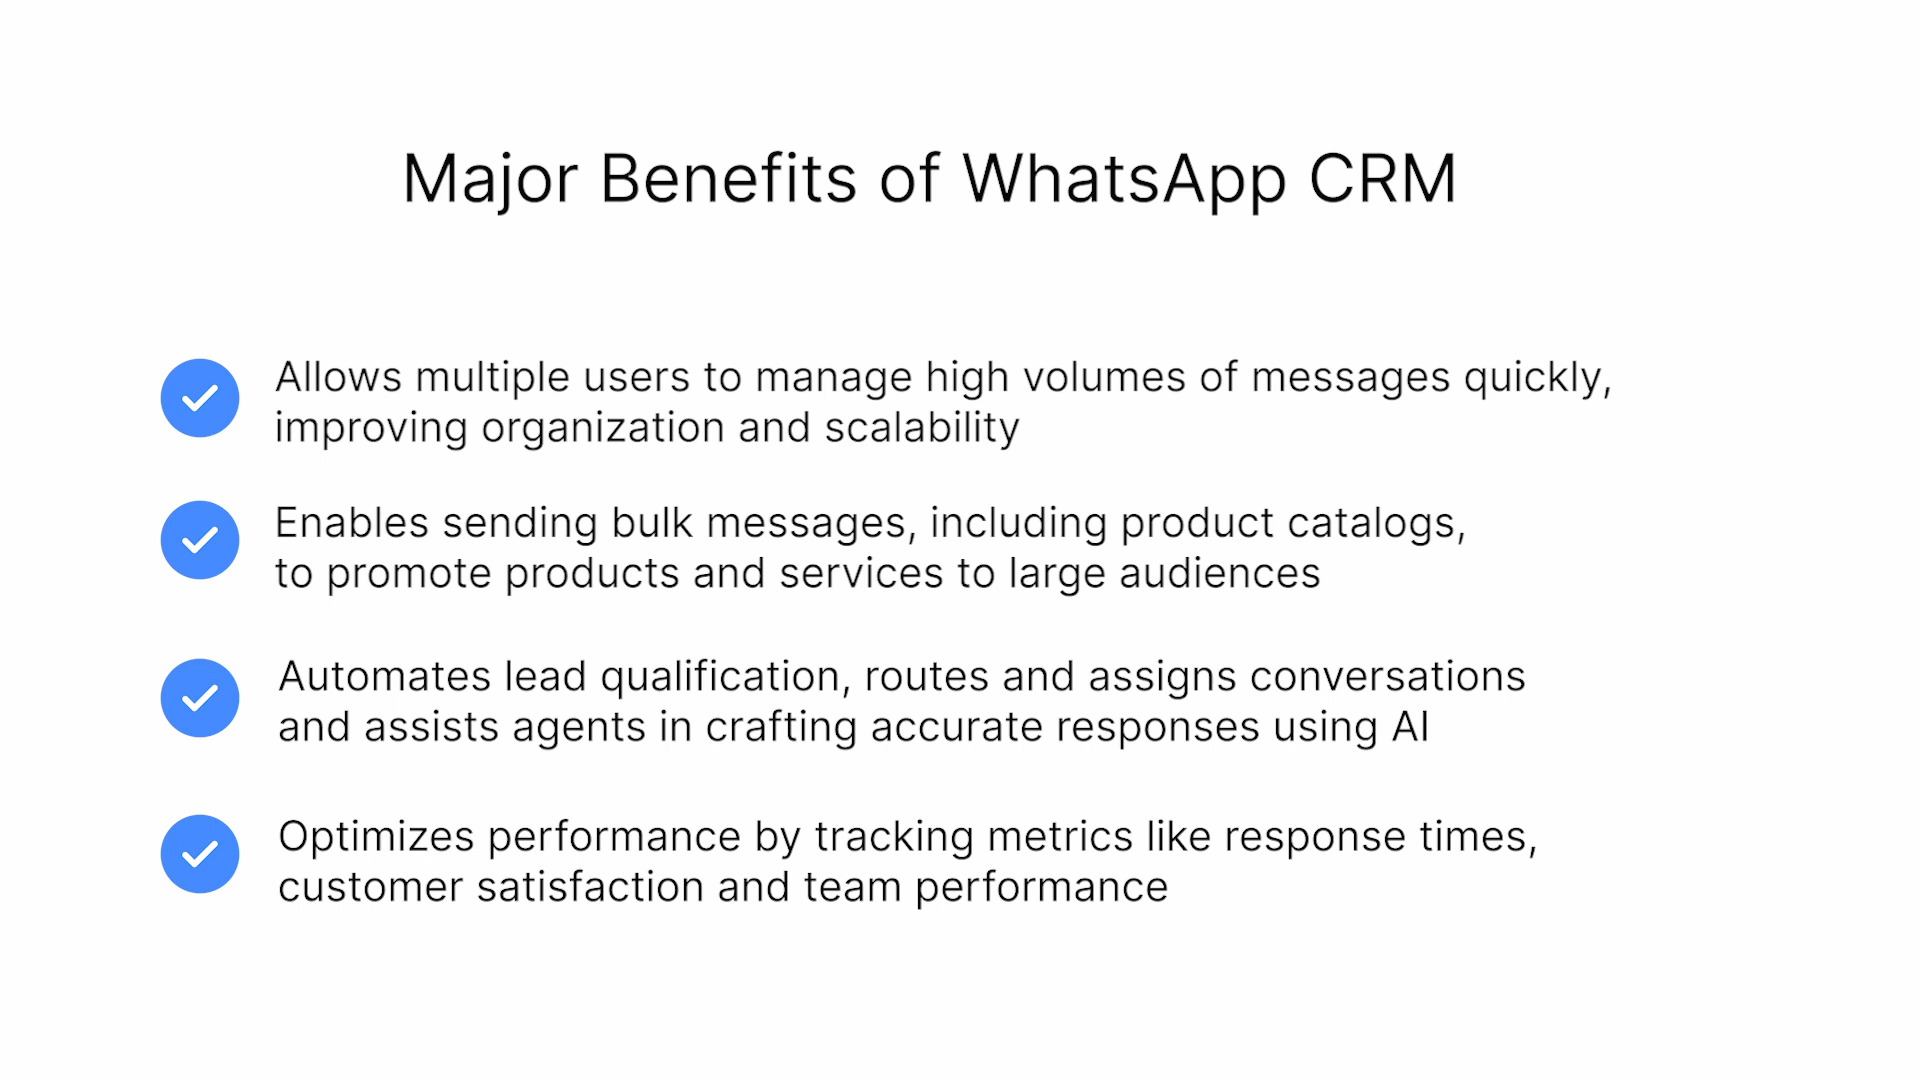 Major Benefits of WhatsApp CRM
Allows multiple users to manage high volumes of messages quickly,
improving organization and scalability
Enables sending bulk messages, including product catalogs,
to promote products and services to large audiences
Automates lead qualification, routes and assigns conversations
and assists agents in crafting accurate responses using AI
Optimizes performance by tracking metrics like response times,
customer satisfaction and team performance